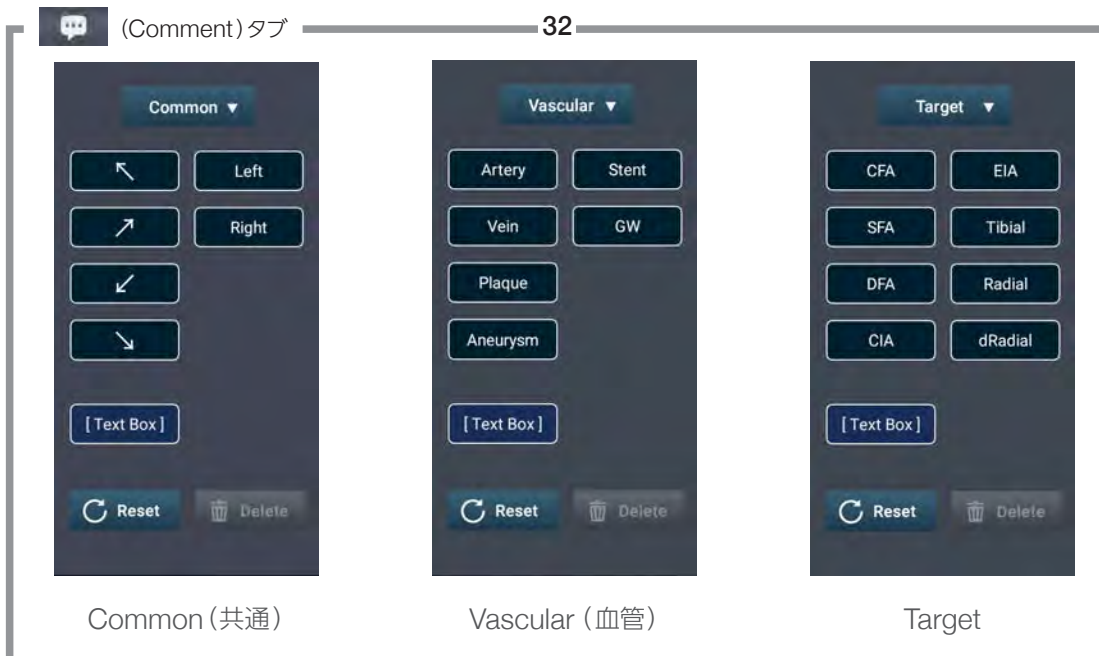 (Comment)タブ
32
Common ▼
↖ Left
↗ Right
↙
↘
[ Text Box ]
Reset Delete
Common(共通)
Vascular ▼
Artery Stent
Vein GW
Plaque
Aneurysm
[ Text Box ]
Reset Delete
Vascular(血管)
Target ▼
CFA EIA
SFA Tibial
DFA Radial
CIA dRadial
[ Text Box ]
Reset Delete
Target